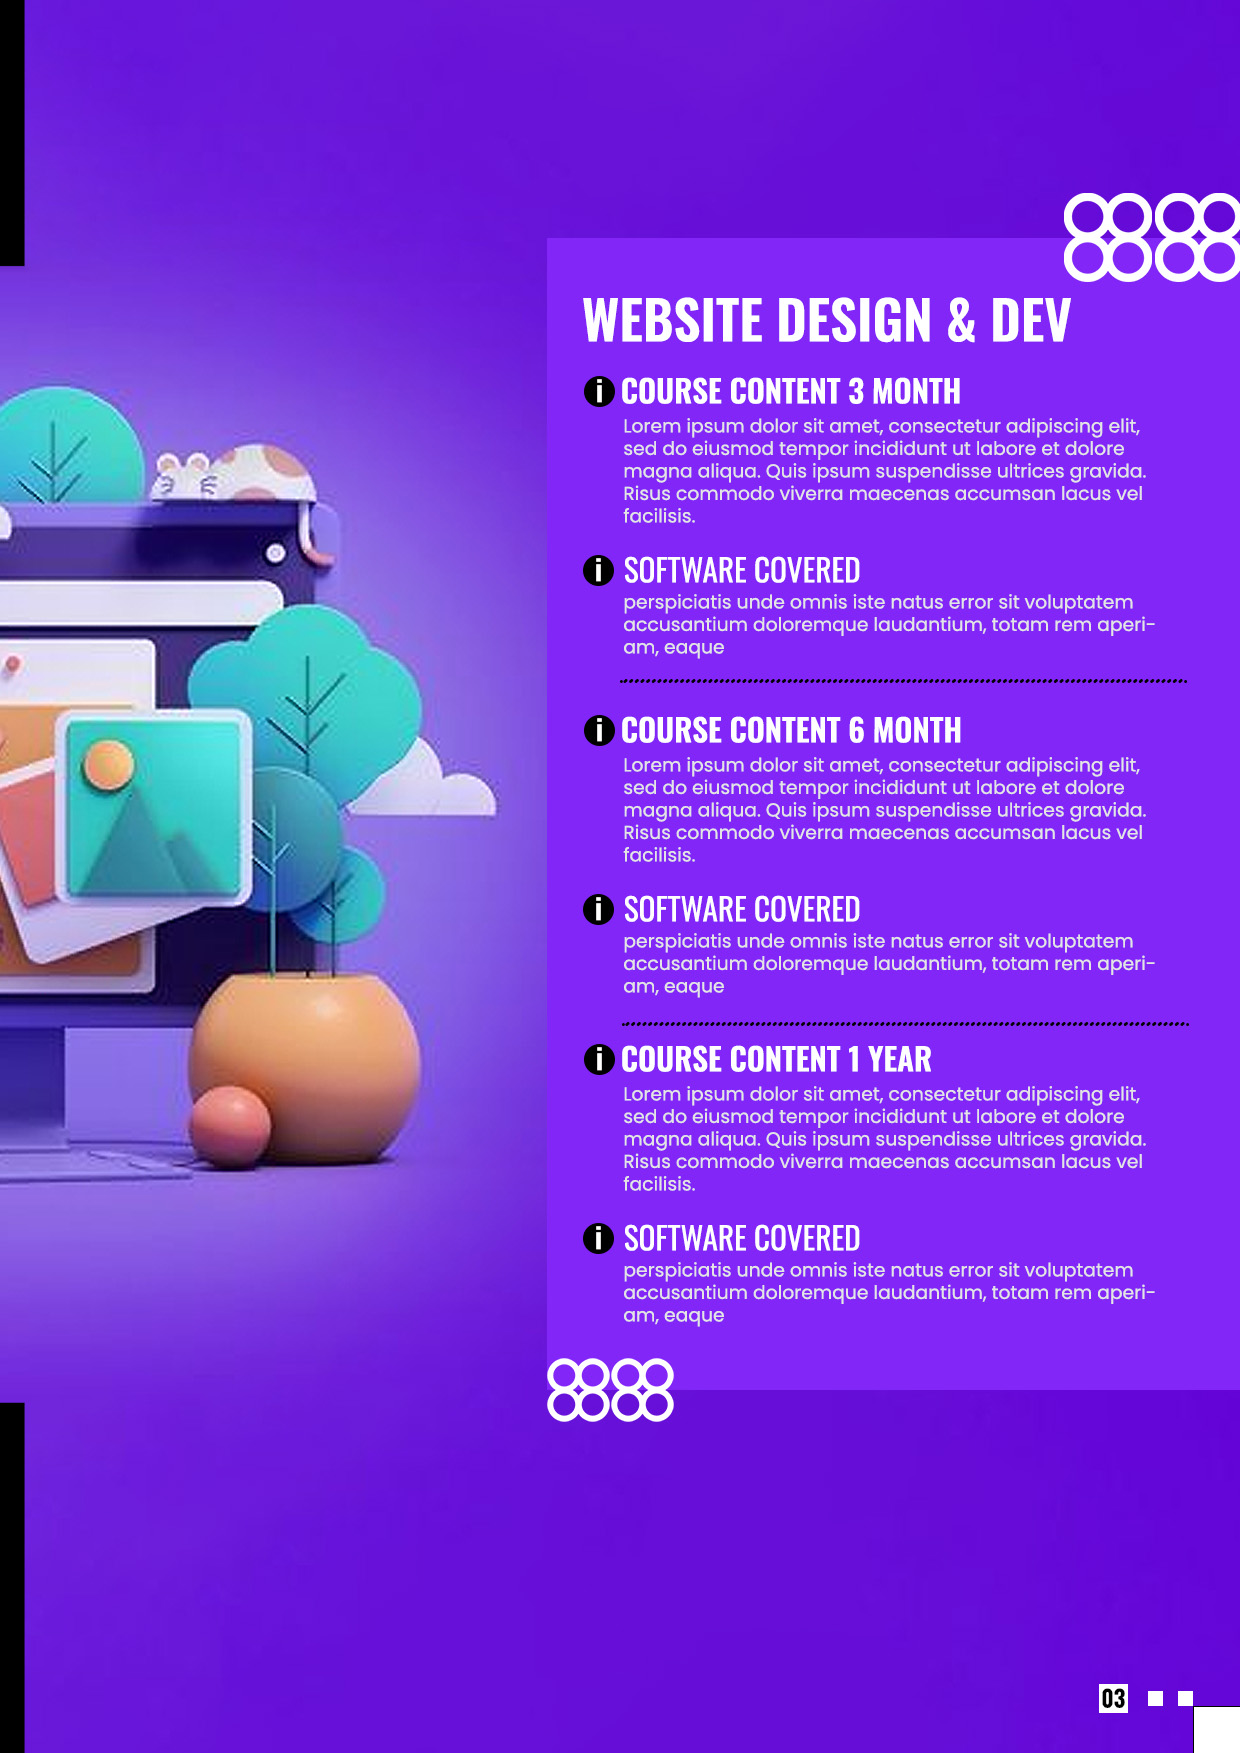 WEBSITE DESIGN & DEV
COURSE CONTENT 3 MONTH
Lorem ipsum dolor sit amet, consectetur adipiscing elit,
sed do eiusmod tempor incididunt ut labore et dolore
magna aliqua. Quis ipsum suspendisse ultrices gravida.
Risus commodo viverra maecenas accumsan lacus vel
facilisis.
SOFTWARE COVERED
perspiciatis unde omnis iste natus error sit voluptatem
accusantium doloremque laudantium, totam rem aperi-
am, eaque
COURSE CONTENT 6 MONTH
Lorem ipsum dolor sit amet, consectetur adipiscing elit,
sed do eiusmod tempor incididunt ut labore et dolore
magna aliqua. Quis ipsum suspendisse ultrices gravida.
Risus commodo viverra maecenas accumsan lacus vel
facilisis.
SOFTWARE COVERED
perspiciatis unde omnis iste natus error sit voluptatem
accusantium doloremque laudantium, totam rem aperi-
am, eaque
COURSE CONTENT 1 YEAR
Lorem ipsum dolor sit amet, consectetur adipiscing elit,
sed do eiusmod tempor incididunt ut labore et dolore
magna aliqua. Quis ipsum suspendisse ultrices gravida.
Risus commodo viverra maecenas accumsan lacus vel
facilisis.
SOFTWARE COVERED
perspiciatis unde omnis iste natus error sit voluptatem
accusantium doloremque laudantium, totam rem aperi-
am, eaque
03